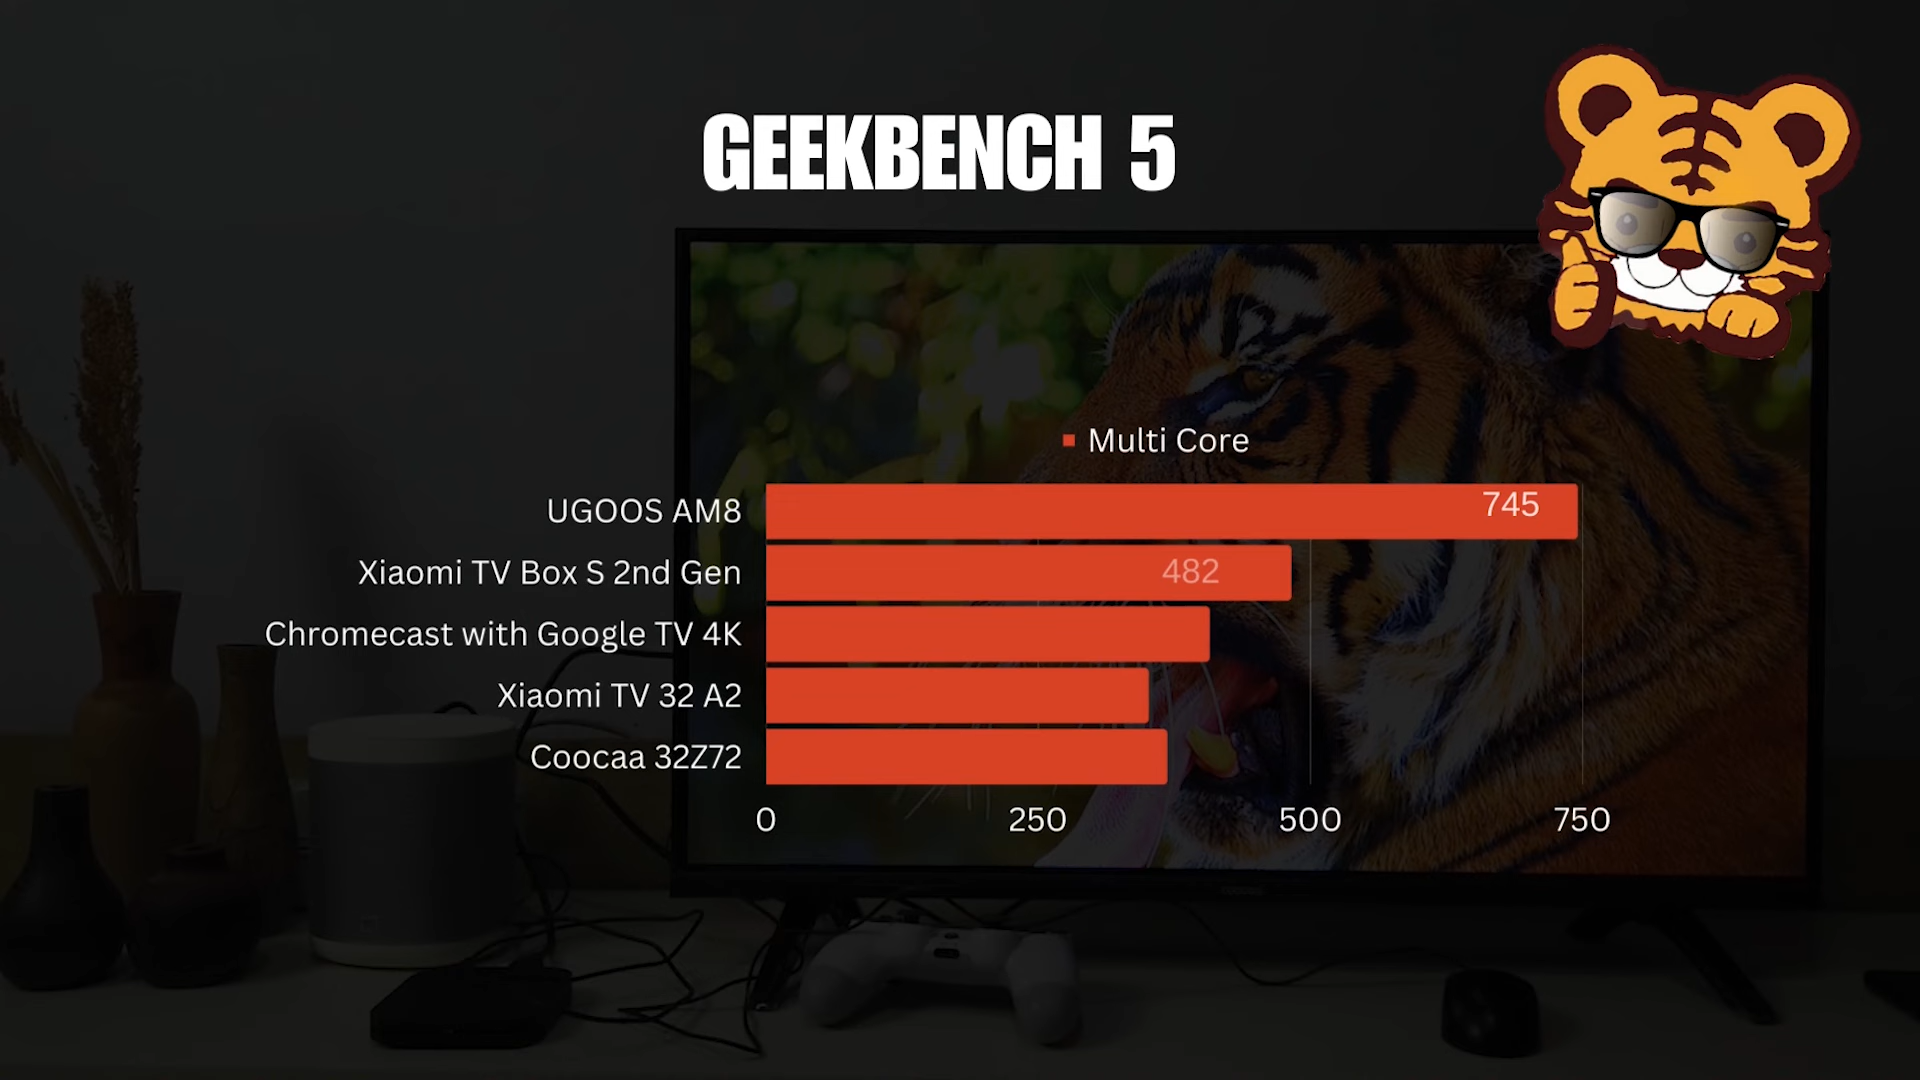 GEEKBENCH 5
Multi Core
UGOOS AM8
745
Xiaomi TV Box S 2nd Gen
482
Chromecast with Google TV 4K
Xiaomi TV 32 A2
Coocaa 32Z72
0 250 500 750